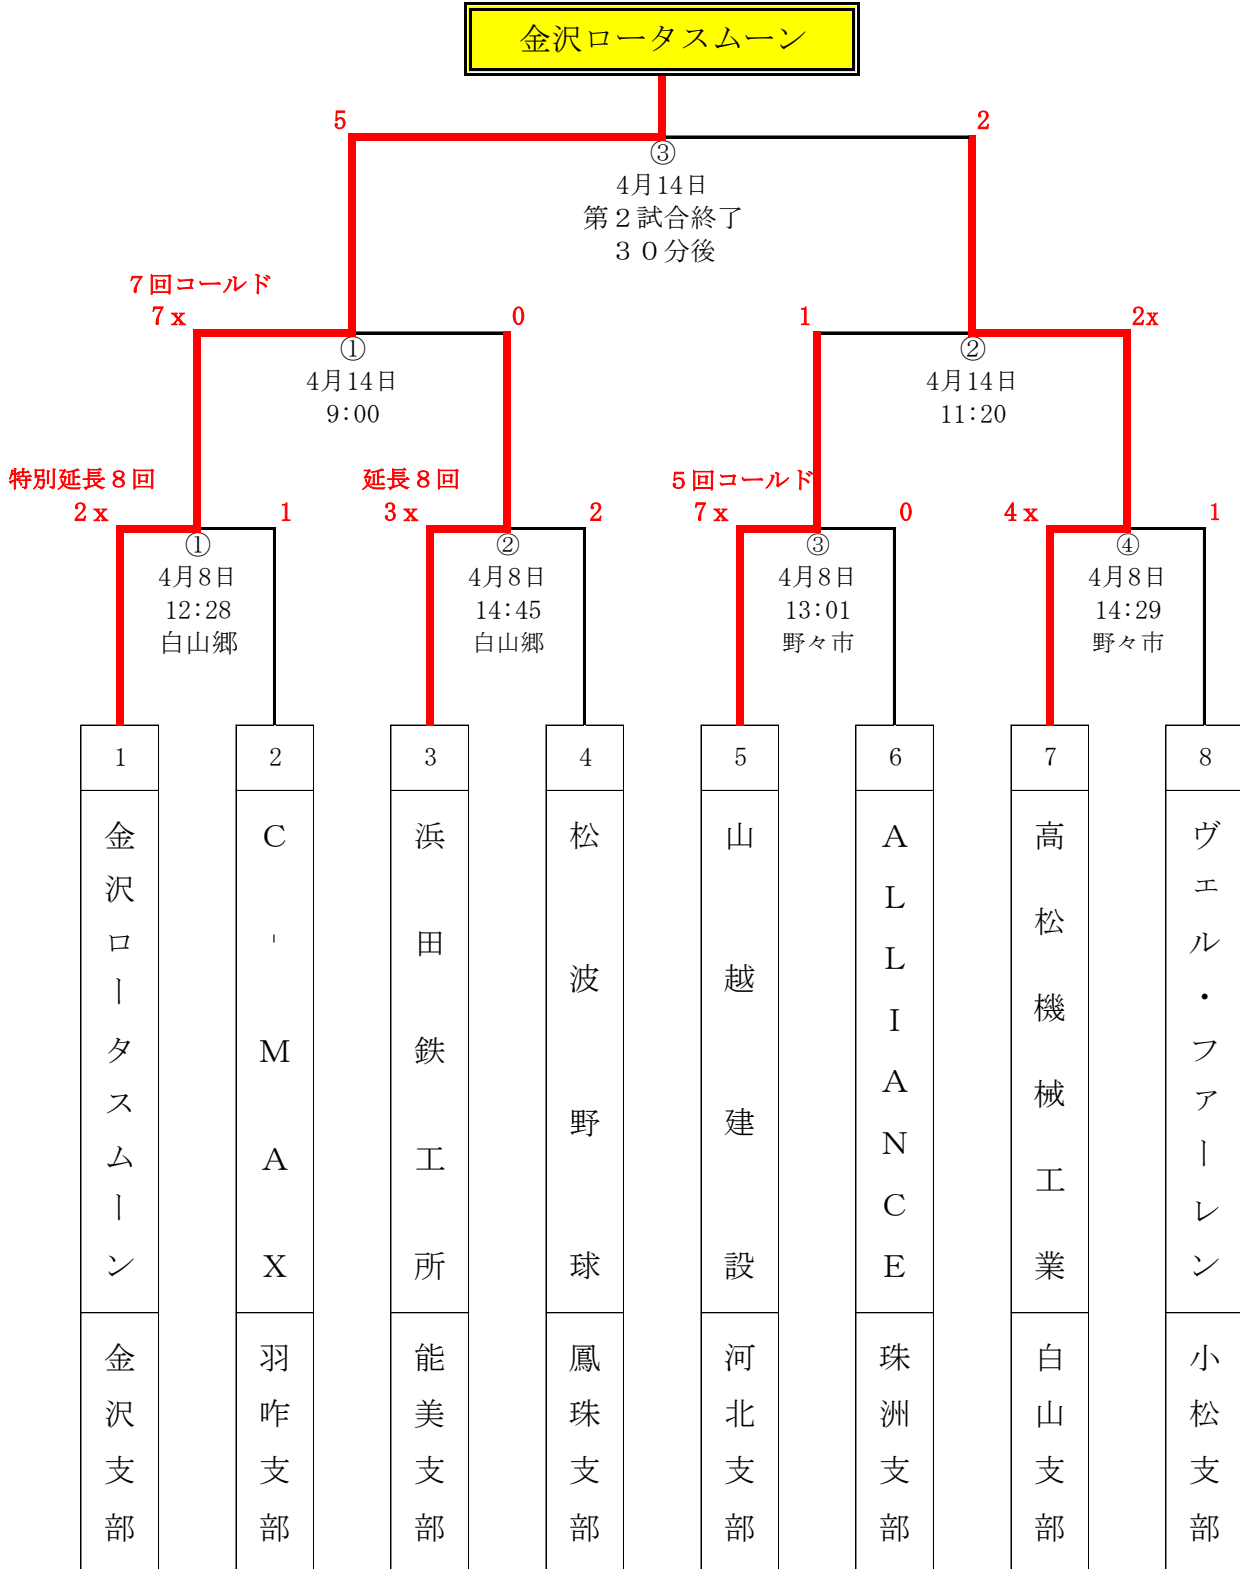 金沢ロータスムーン
5
2
③
4月14日
第２試合終了
３０分後
７回コールド
7ｘ
0
1
2x
①
4月14日
9:00
②
4月14日
11:20
特別延長８回
2ｘ
1
延長８回
3ｘ
2
５回コールド
7ｘ
0
4ｘ
1
①
4月8日
12:28
白山郷
②
4月8日
14:45
白山郷
③
4月8日
13:01
野々市
④
4月8日
14:29
野々市
1
金沢ロータスムーン
金沢支部
2
C'MAX
羽咋支部
3
浜田鉄工所
能美支部
4
松波野球
鳳珠支部
5
山越建設
河北支部
6
ALLIANCE
珠洲支部
7
高松機械工業
白山支部
8
ヴェル・ファーレン
小松支部